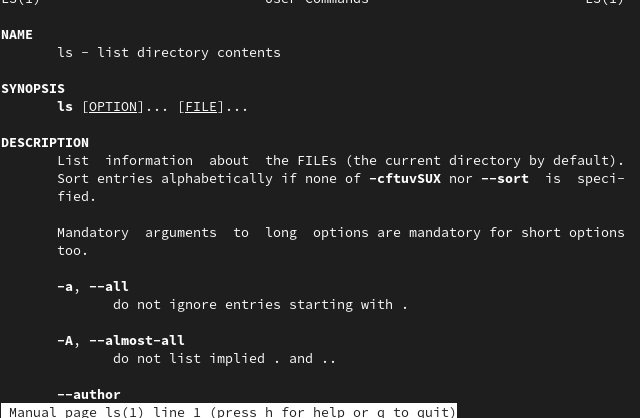 LS(1) User Commands LS(1)
NAME
ls - list directory contents
SYNOPSIS
ls [OPTION]... [FILE]...
DESCRIPTION
List information about the FILEs (the current directory by default).
Sort entries alphabetically if none of -cftuvSUX nor --sort is speci-
fied.
Mandatory arguments to long options are mandatory for short options
too.
-a, --all
do not ignore entries starting with .
-A, --almost-all
do not list implied . and ..
--author
Manual page ls(1) line 1 (press h for help or q to quit)